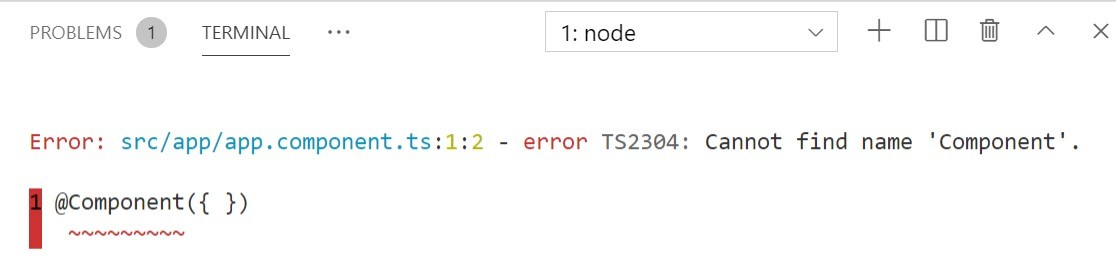 PROBLEMS 1 TERMINAL ... 1: node
Error: src/app/app.component.ts:1:2 - error TS2304: Cannot find name 'Component'.
1 @Component({ })
~~~~~~~~~